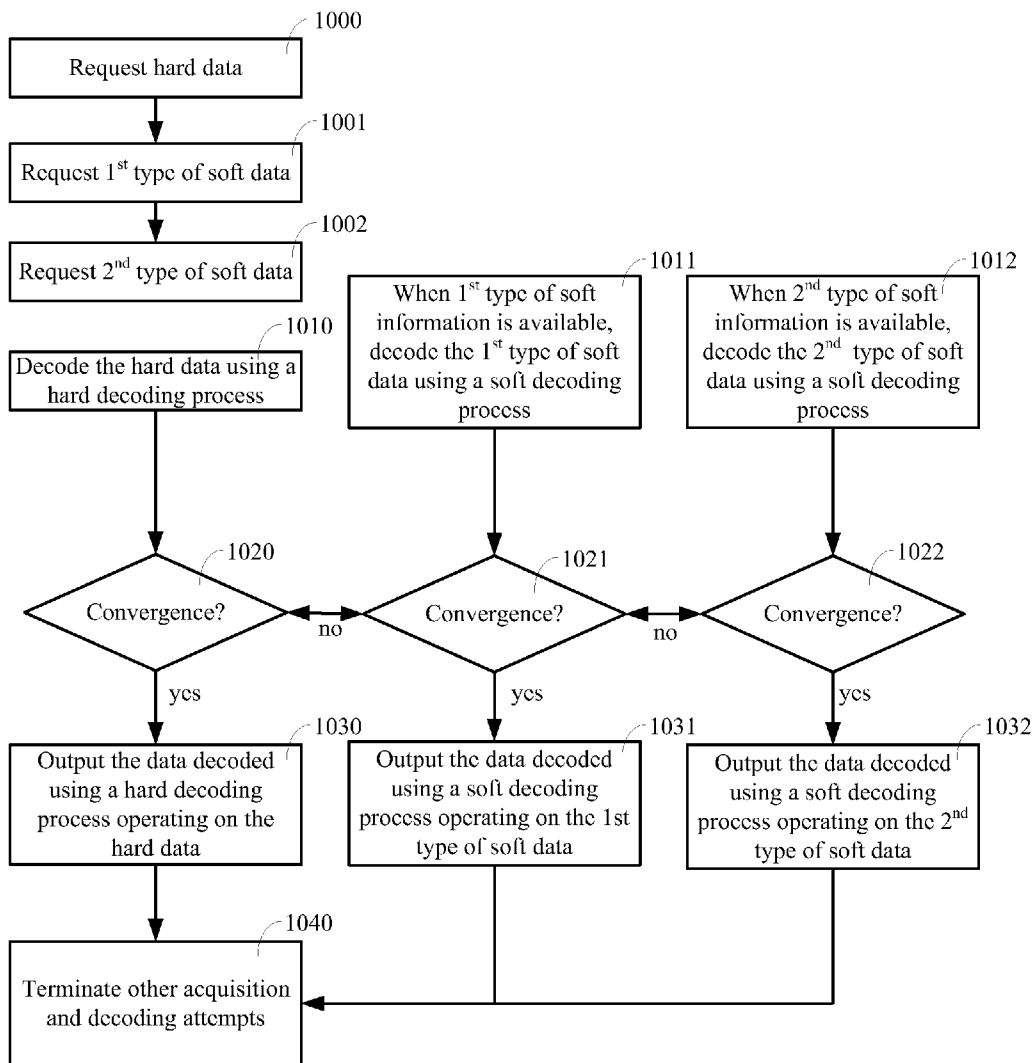 1000
Request hard data
1001
Request 1st type of soft data
1002
Request 2nd type of soft data
1010
Decode the hard data using a
hard decoding process
1011
When 1st type of soft
information is available,
decode the 1st type of soft
data using a soft decoding
process
1012
When 2nd type of soft
information is available,
decode the 2nd type of soft
data using a soft decoding
process
1020
Convergence?
no
1021
Convergence?
no
1022
Convergence?
yes
yes
yes
1030
Output the data decoded
using a hard decoding
process operating on the
hard data
1031
Output the data decoded
using a soft decoding
process operating on the 1st
type of soft data
1032
Output the data decoded
using a soft decoding
process operating on the 2nd
type of soft data
1040
Terminate other acquisition
and decoding attempts